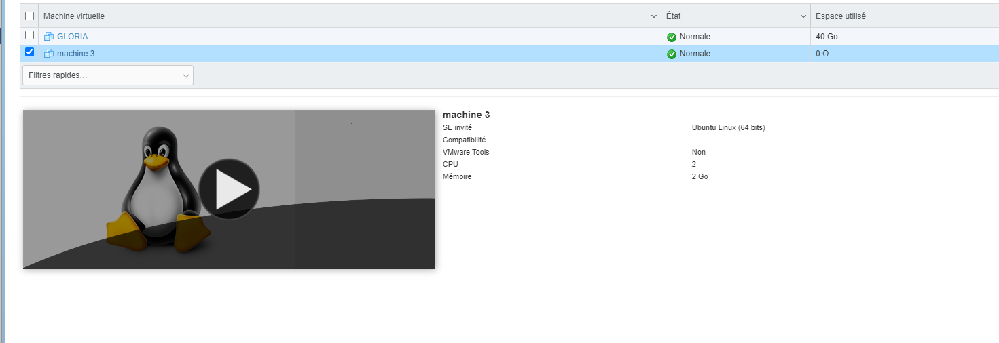 Machine virtuelle État Espace utilisé
GLORIA Normale 40 Go
machine 3 Normale 0 O
Filtres rapides...
machine 3
SE invité Ubuntu Linux (64 bits)
Compatibilité
VMware Tools Non
CPU 2
Mémoire 2 Go